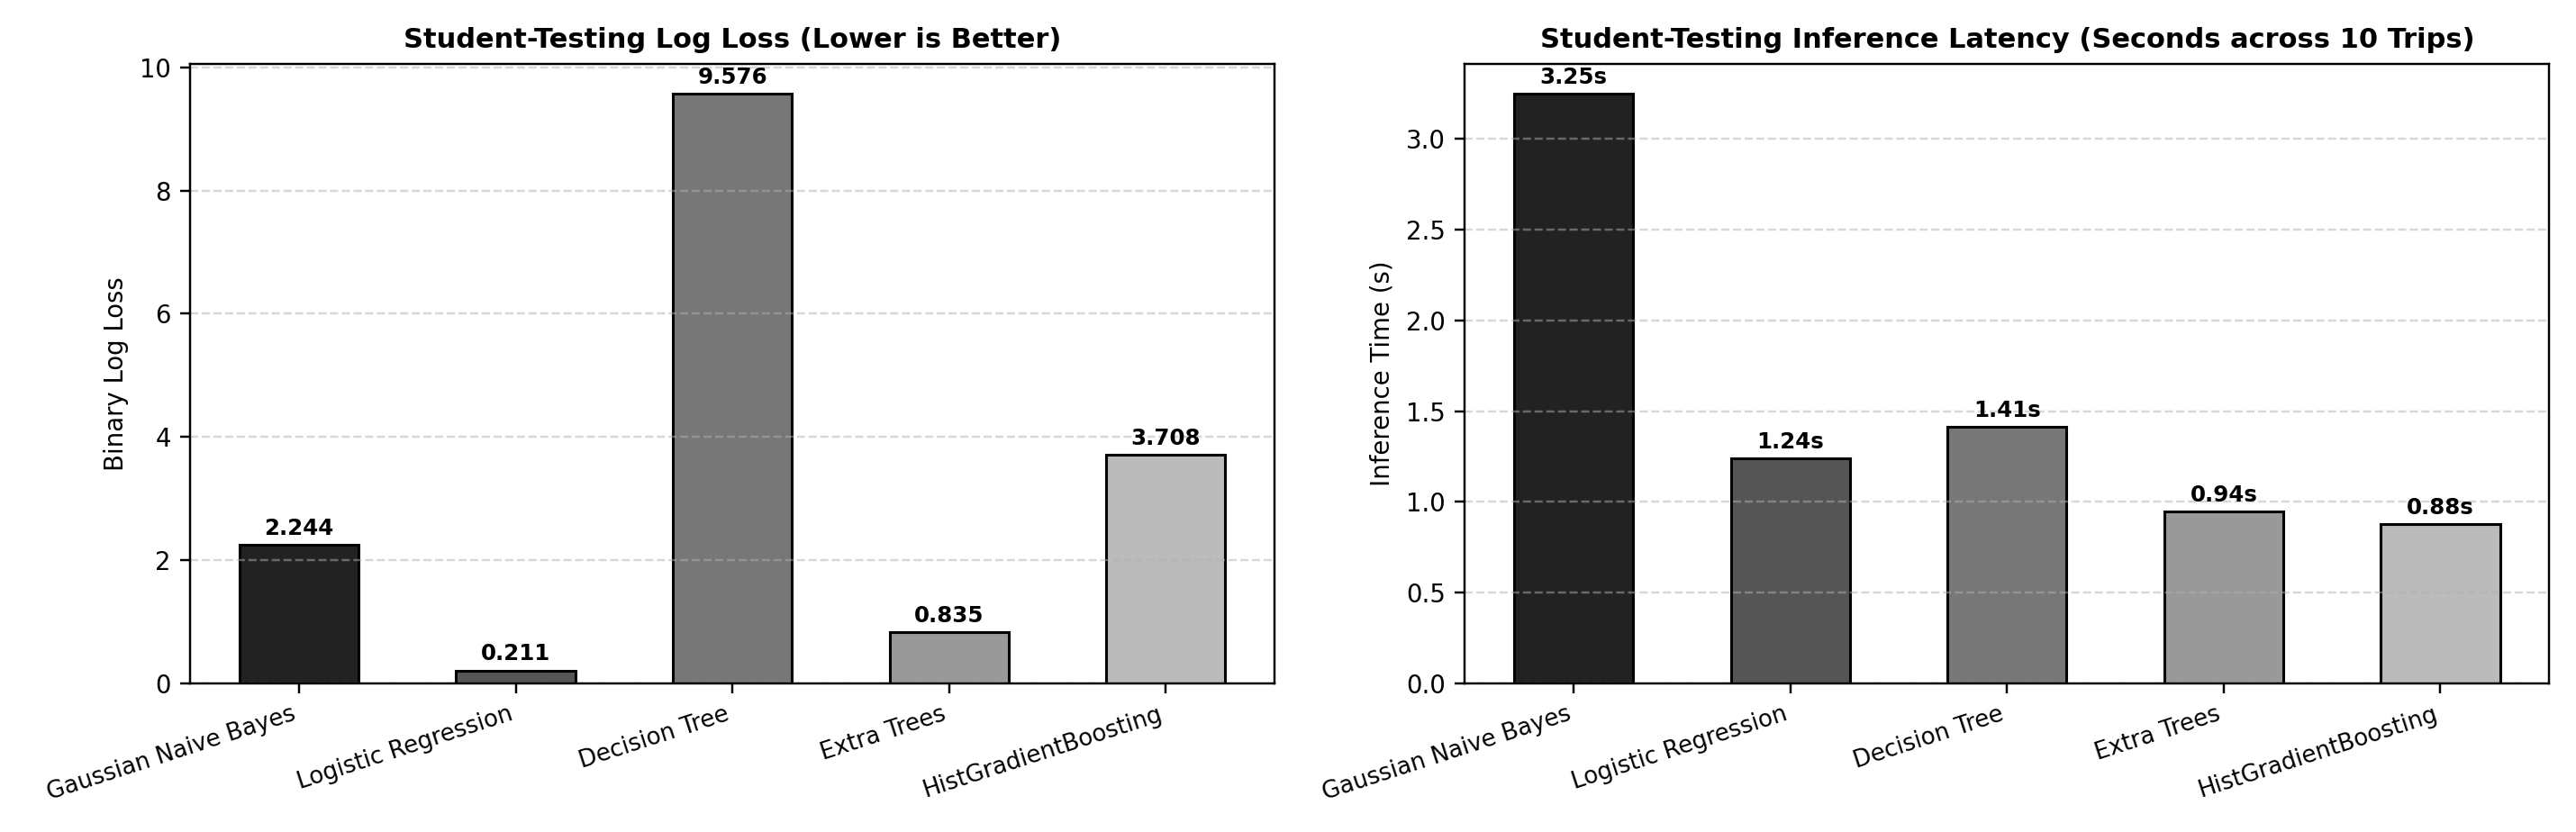 Student-Testing Log Loss (Lower is Better)
Binary Log Loss
10
8
6
4
2
0
2.244
0.211
9.576
0.835
3.708
Gaussian Naive Bayes
Logistic Regression
Decision Tree
Extra Trees
HistGradientBoosting
Student-Testing Inference Latency (Seconds across 10 Trips)
Inference Time (s)
3.0
2.5
2.0
1.5
1.0
0.5
0.0
3.25s
1.24s
1.41s
0.94s
0.88s
Gaussian Naive Bayes
Logistic Regression
Decision Tree
Extra Trees
HistGradientBoosting